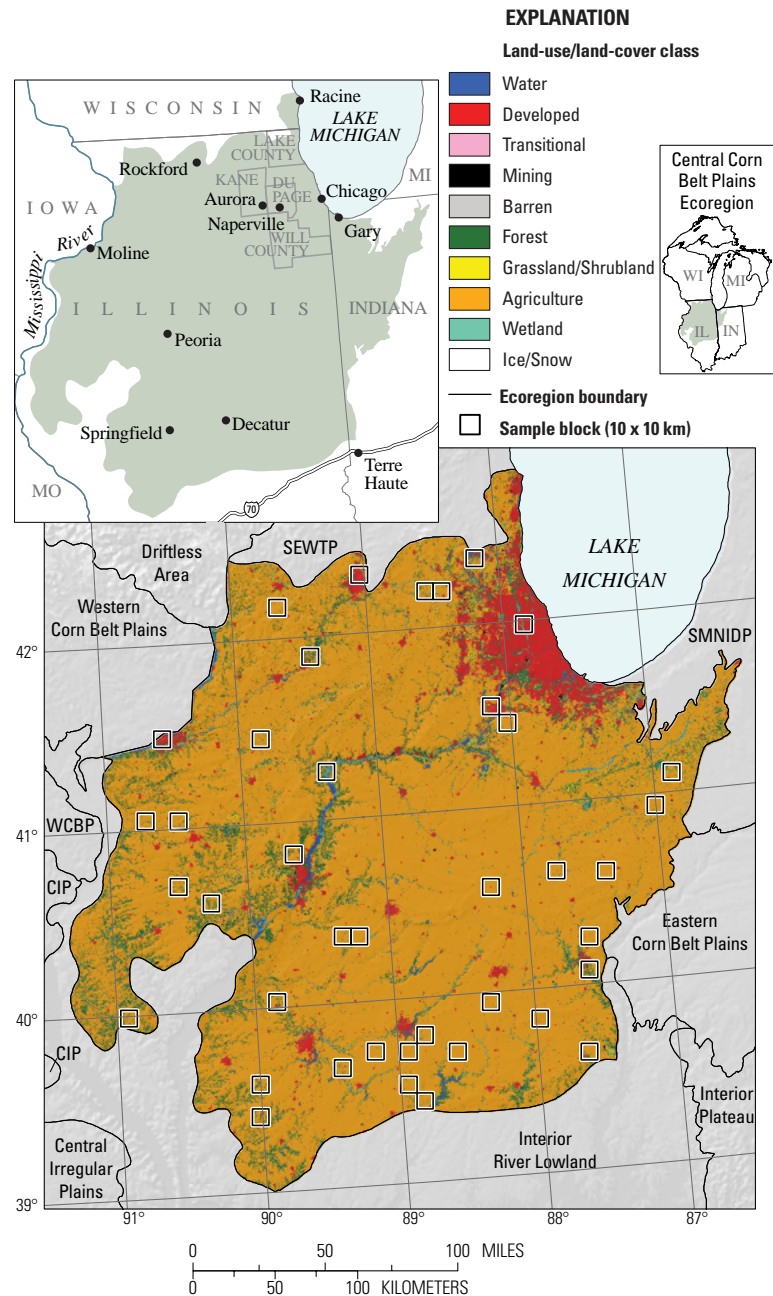 EXPLANATION
Land-use/land-cover class
Water
Developed
Transitional
Mining
Barren
Forest
Grassland/Shrubland
Agriculture
Wetland
Ice/Snow
Ecoregion boundary
Sample block (10 x 10 km)
WISCONSIN
Racine
LAKE
MICHIGAN
LAKE
COUNTY
Rockford
KANE
DU
PAGE
MI
Aurora
Chicago
Naperville
IOWA
Gary
WILL
COUNTY
Mississippi
River
Moline
ILLINOIS
INDIANA
Peoria
Springfield
Decatur
MO
70
Terre
Haute
Central Corn
Belt Plains
Ecoregion
WI
MI
IL
IN
Driftless
Area
SEWTP
LAKE
MICHIGAN
Western
Corn Belt Plains
SMNIDP
42°
WCBP
41°
CIP
Eastern
Corn Belt Plains
40°
CIP
Interior
Plateau
Central
Irregular
Plains
Interior
River Lowland
39°
91°
90°
89°
88°
87°
0
50
100 MILES
0
50
100 KILOMETERS